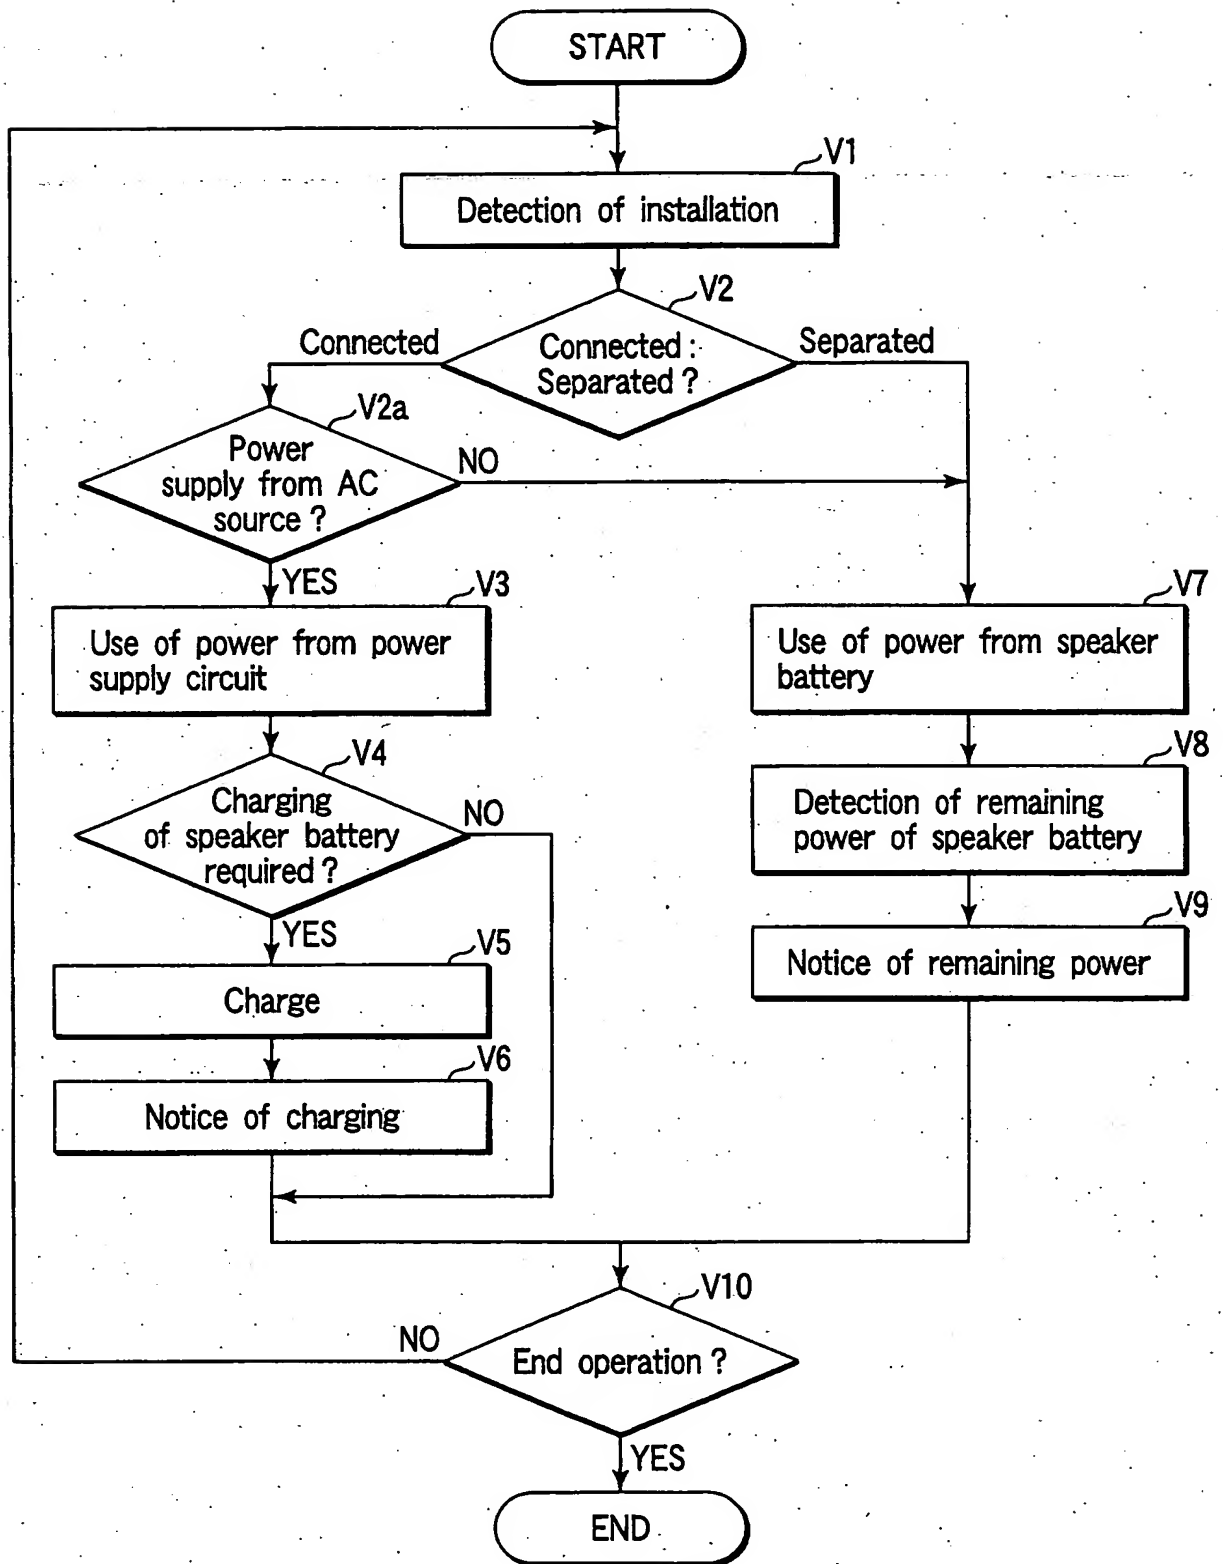 START
V1
Detection of installation
V2
Connected
Connected :
Separated ?
Separated
V2a
Power
supply from AC
source ?
NO
YES
V3
Use of power from power
supply circuit
V7
Use of power from speaker
battery
V4
Charging
of speaker battery
required ?
NO
YES
V8
Detection of remaining
power of speaker battery
V5
Charge
V9
Notice of remaining power
V6
Notice of charging
V10
NO
End operation ?
YES
END